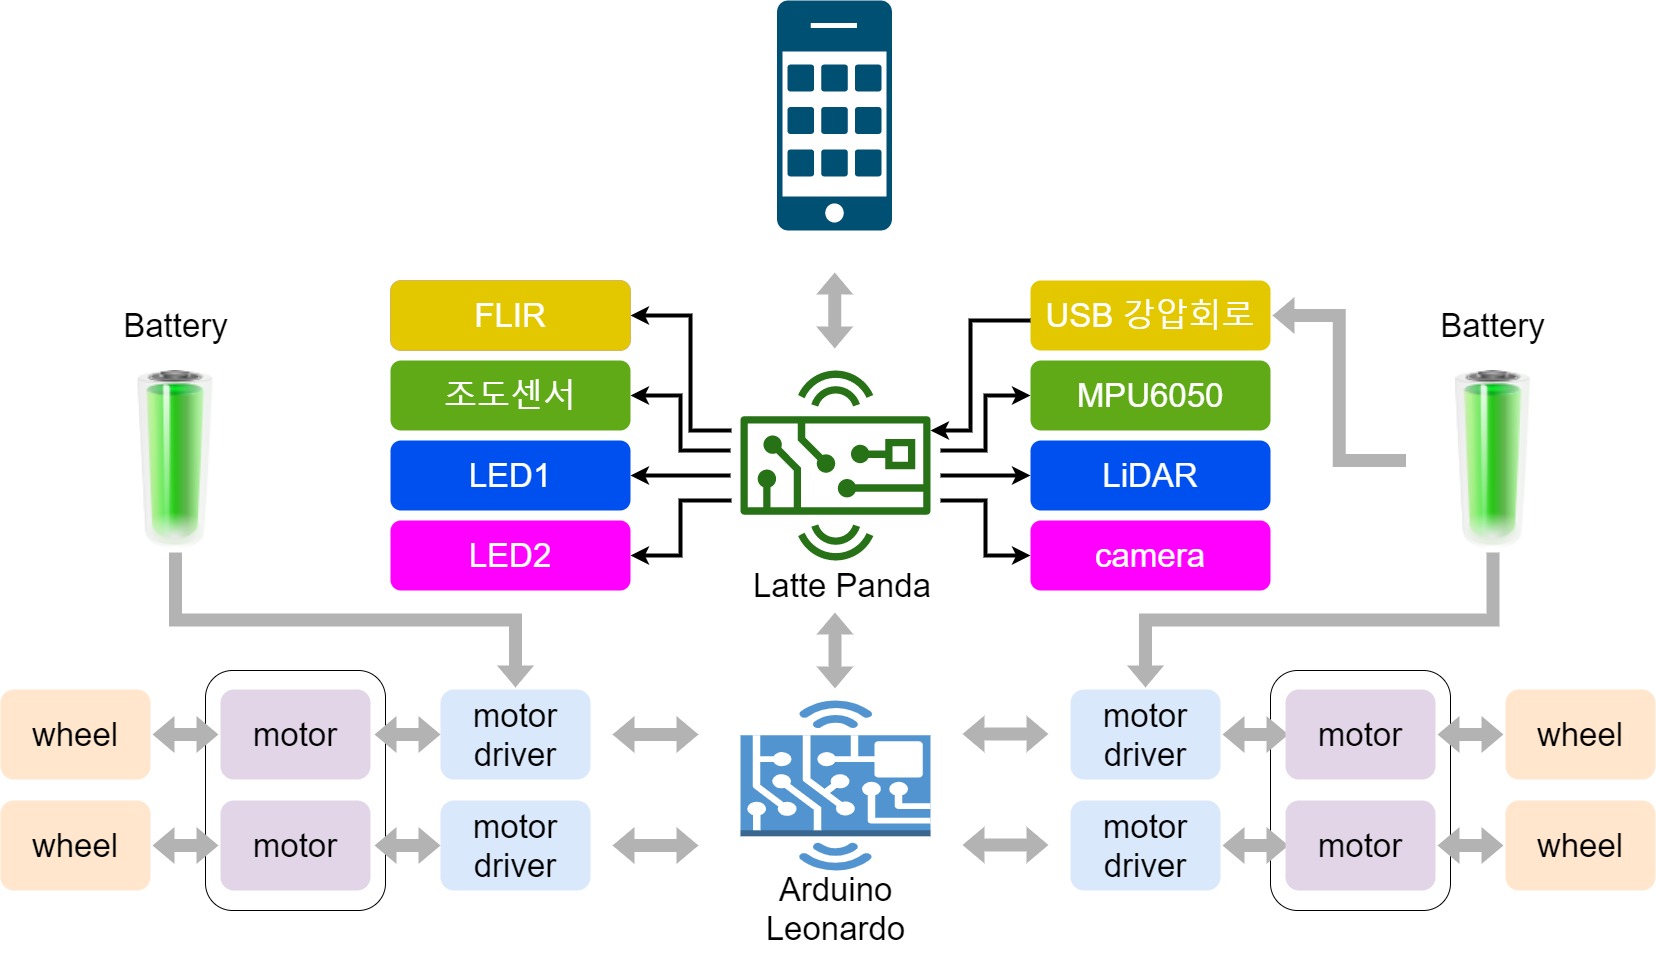 Battery
FLIR
조도센서
LED1
LED2
USB 강압회로
MPU6050
LiDAR
camera
Battery
Latte Panda
wheel
motor
motor
driver
motor
driver
motor
wheel
wheel
motor
motor
driver
motor
driver
motor
wheel
Arduino
Leonardo